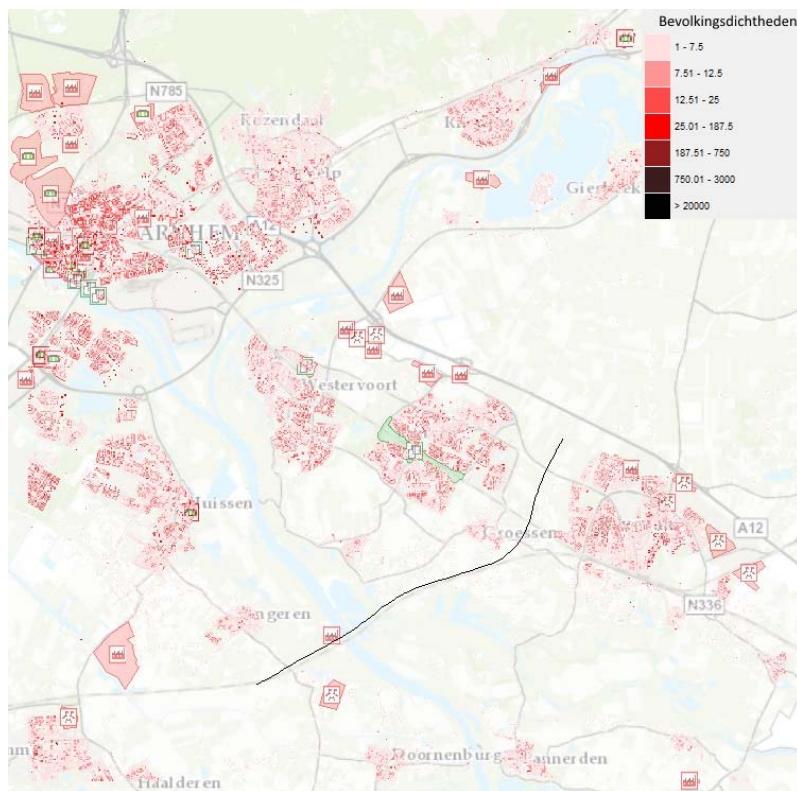 Bevolkingsdichtheden
1 - 7.5
7.51 - 12.5
12.51 - 25
25.01 - 187.5
187.51 - 750
750.01 - 3000
> 20000
N785
Rozendaal
ARNHEM
A12
N325
Westervoort
Huissen
Groessen
A12
N336
Doornenburg
Haalderen